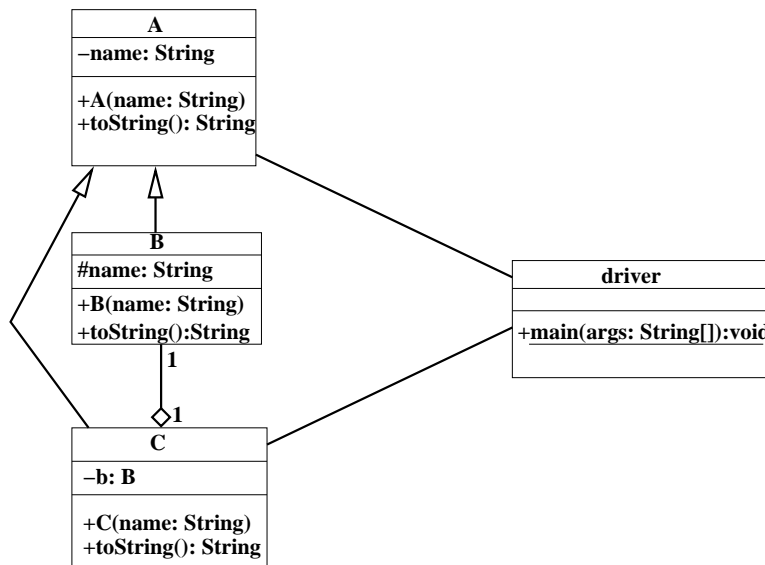 A
–name: String
+A(name: String)
+toString(): String
B
#name: String
+B(name: String)
+toString():String
1
1
C
–b: B
+C(name: String)
+toString(): String
driver
+main(args: String[]):void